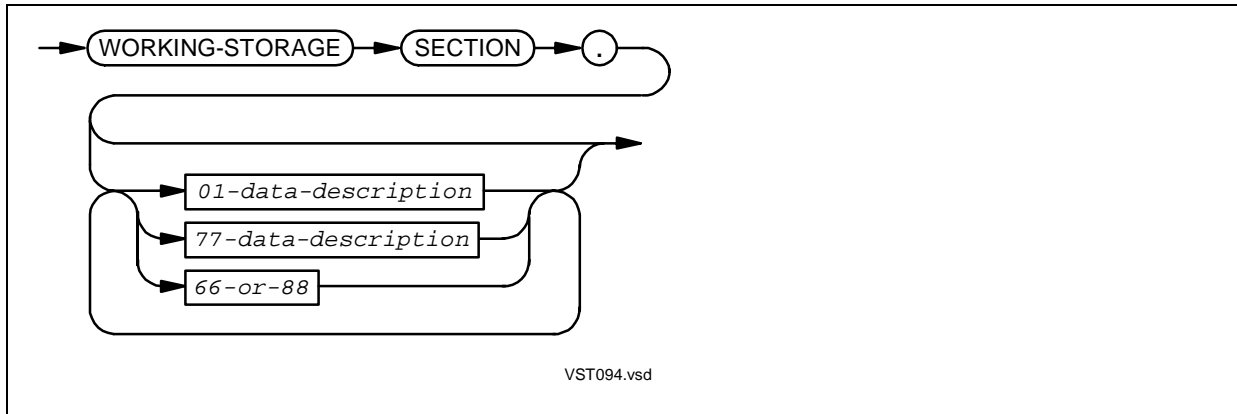 WORKING-STORAGE SECTION .
01-data-description
77-data-description
66-or-88
VST094.vsd